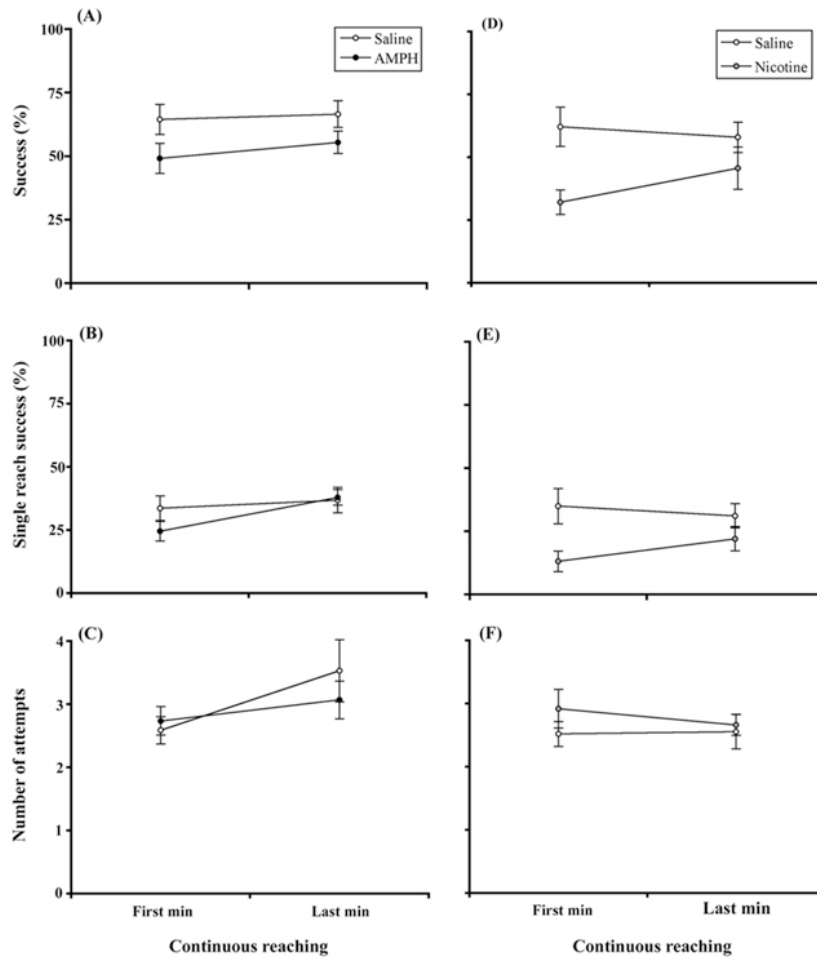 (A)
Saline
AMPH
100
75
50
25
0
Success (%)
(D)
Saline
Nicotine
(B)
100
75
50
25
0
Single reach success (%)
(E)
(C)
4
3
2
1
0
Number of attempts
First min
Last min
Continuous reaching
(F)
First min
Last min
Continuous reaching